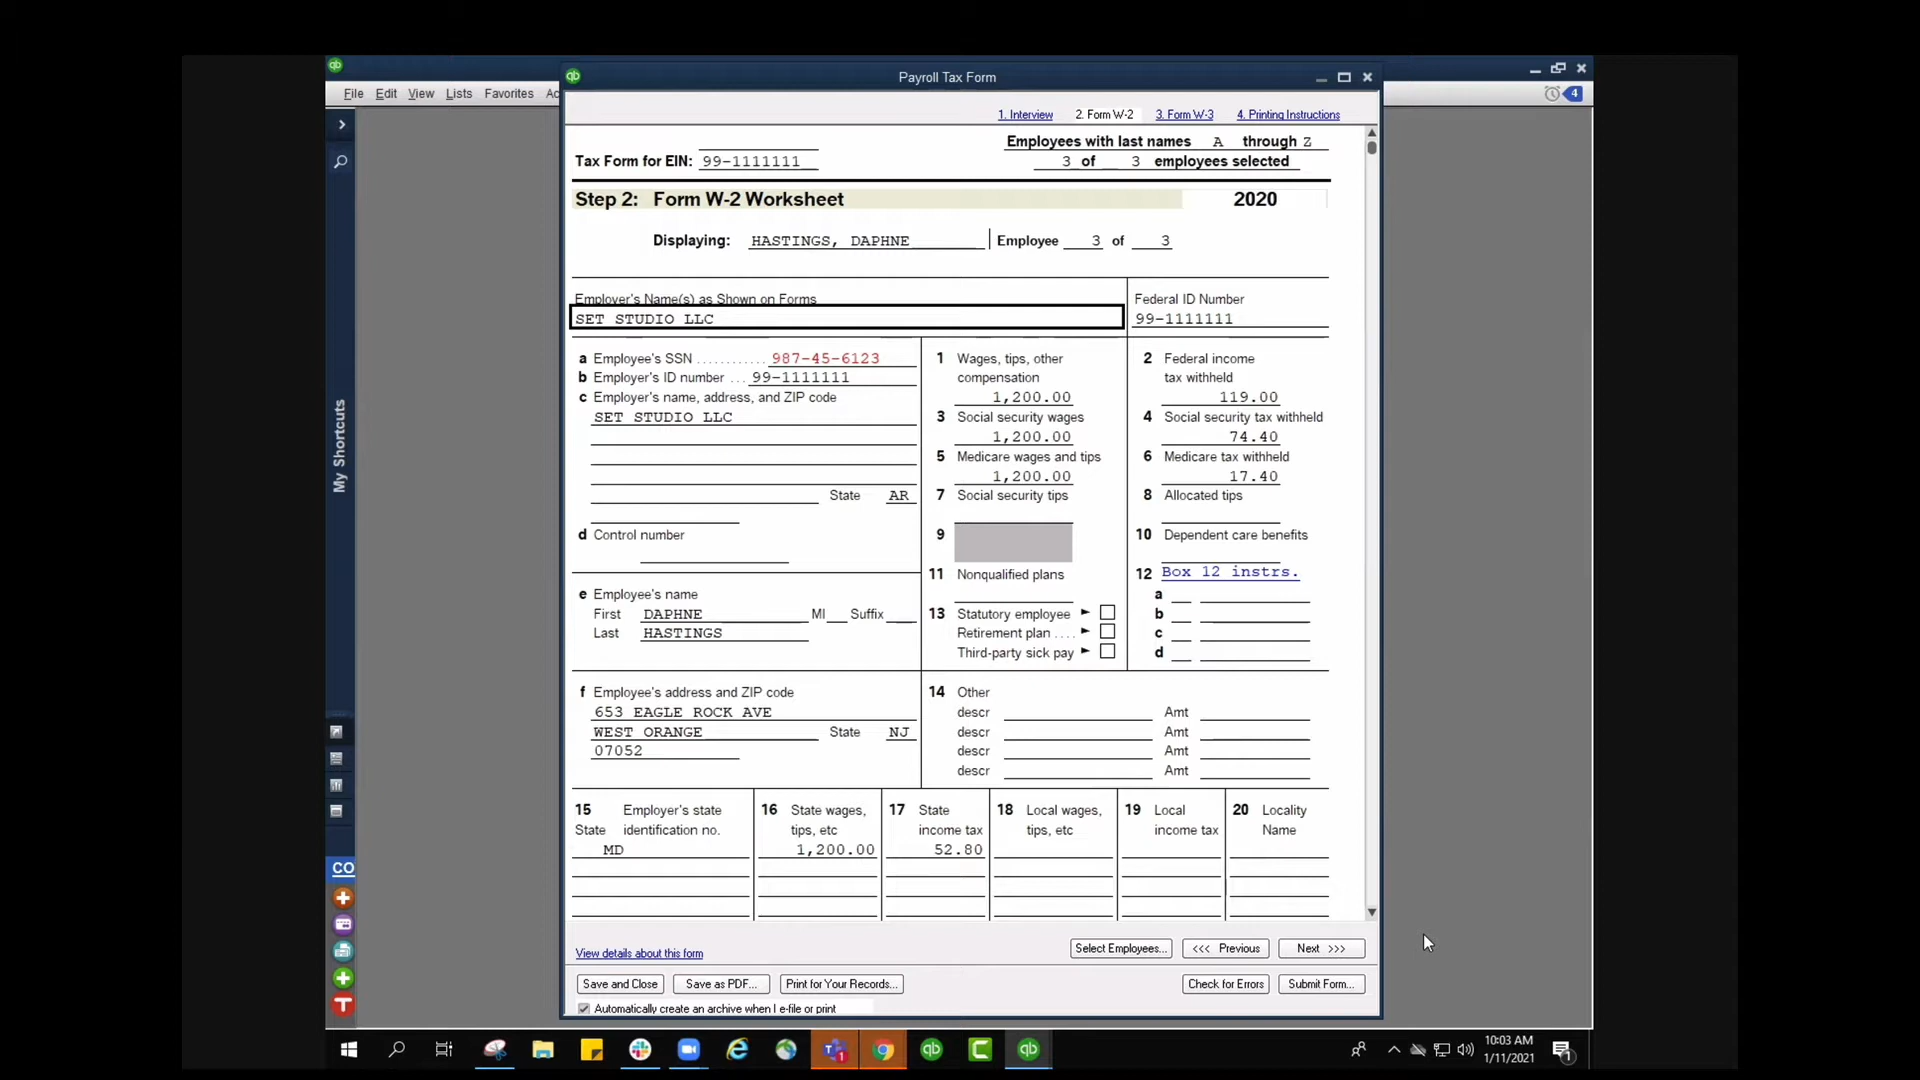 Payroll Tax Form
File Edit View Lists Favorites Ac
4
1. Interview 2. Form W-2 3. Form W-3 4. Printing Instructions
Employees with last names A through Z
Tax Form for EIN: 99-1111111 3 of 3 employees selected
Step 2: Form W-2 Worksheet 2020
Displaying: HASTINGS, DAPHNE Employee 3 of 3
Employer's Name(s) as Shown on Forms Federal ID Number
SET STUDIO LLC 99-1111111
a Employee's SSN ............ 987-45-6123 1 Wages, tips, other 2 Federal income
b Employer's ID number ... 99-1111111 compensation tax withheld
c Employer's name, address, and ZIP code 1,200.00 119.00
SET STUDIO LLC 3 Social security wages 4 Social security tax withheld
1,200.00 74.40
5 Medicare wages and tips 6 Medicare tax withheld
1,200.00 17.40
State AR 7 Social security tips 8 Allocated tips
d Control number 9 10 Dependent care benefits
11 Nonqualified plans 12 Box 12 instrs.
e Employee's name a
First DAPHNE MI Suffix 13 Statutory employee b
Last HASTINGS Retirement plan .... c
Third-party sick pay d
f Employee's address and ZIP code 14 Other
653 EAGLE ROCK AVE descr Amt
WEST ORANGE State NJ descr Amt
07052 descr Amt
descr Amt
15 Employer's state 16 State wages, 17 State 18 Local wages, 19 Local 20 Locality
State identification no. tips, etc income tax tips, etc income tax Name
MD 1,200.00 52.80
View details about this form Select Employees... <<< Previous Next >>>
Save and Close Save as PDF... Print for Your Records... Check for Errors Submit Form...
Automatically create an archive when I e-file or print
My Shortcuts
CO
T
qb
10:03 AM
1/11/2021
1
1